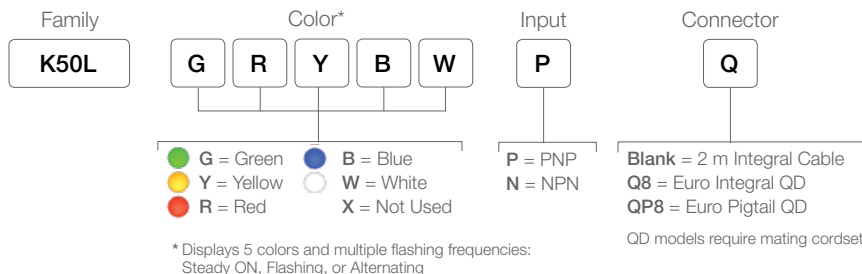 Family Color* Input Connector
K50L G R Y B W P Q
G = Green B = Blue P = PNP Blank = 2 m Integral Cable
Y = Yellow W = White N = NPN Q8 = Euro Integral QD
R = Red X = Not Used QP8 = Euro Pigtail QD
QD models require mating cordset
* Displays 5 colors and multiple flashing frequencies:
Steady ON, Flashing, or Alternating